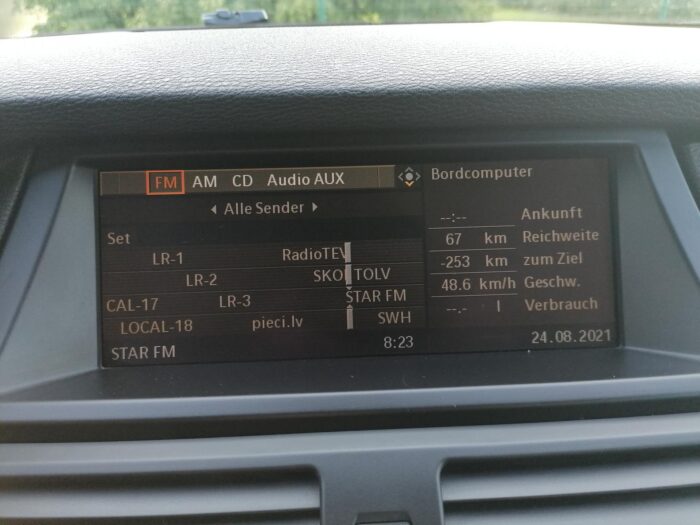 FM AM CD Audio AUX
Alle Sender
Set
LR-1 RadioTEV
LR-2 SKO TOLV
CAL-17 LR-3 STAR FM
LOCAL-18 pieci.lv SWH
STAR FM 8:23
Bordcomputer
--:-- Ankunft
67 km Reichweite
-253 km zum Ziel
48.6 km/h Geschw.
--.- l Verbrauch
24.08.2021